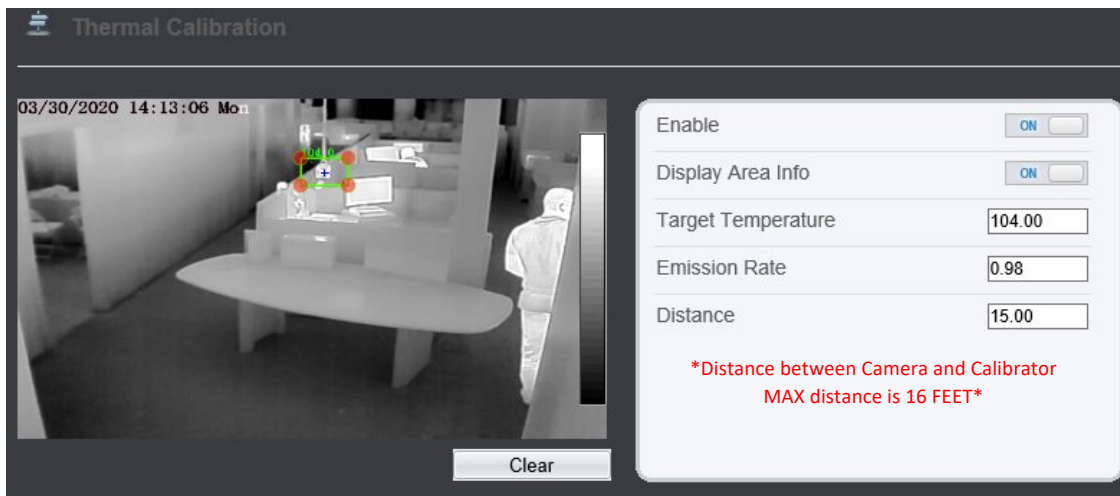 Thermal Calibration
03/30/2020 14:13:06 Mon
104.0
Enable
ON
Display Area Info
ON
Target Temperature
104.00
Emission Rate
0.98
Distance
15.00
*Distance between Camera and Calibrator
MAX distance is 16 FEET*
Clear